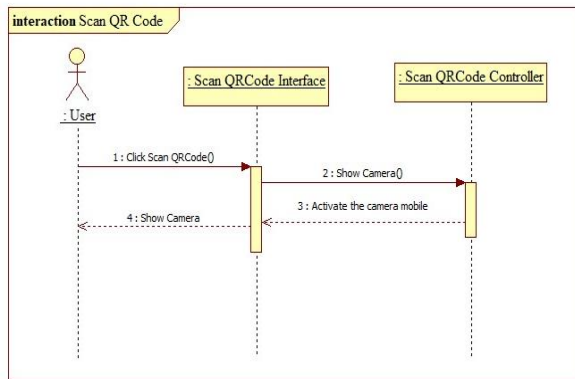 interaction Scan QR Code
: User
: Scan QRCode Interface
: Scan QRCode Controller
1 : Click Scan QRCode()
2 : Show Camera()
3 : Activate the camera mobile
4 : Show Camera